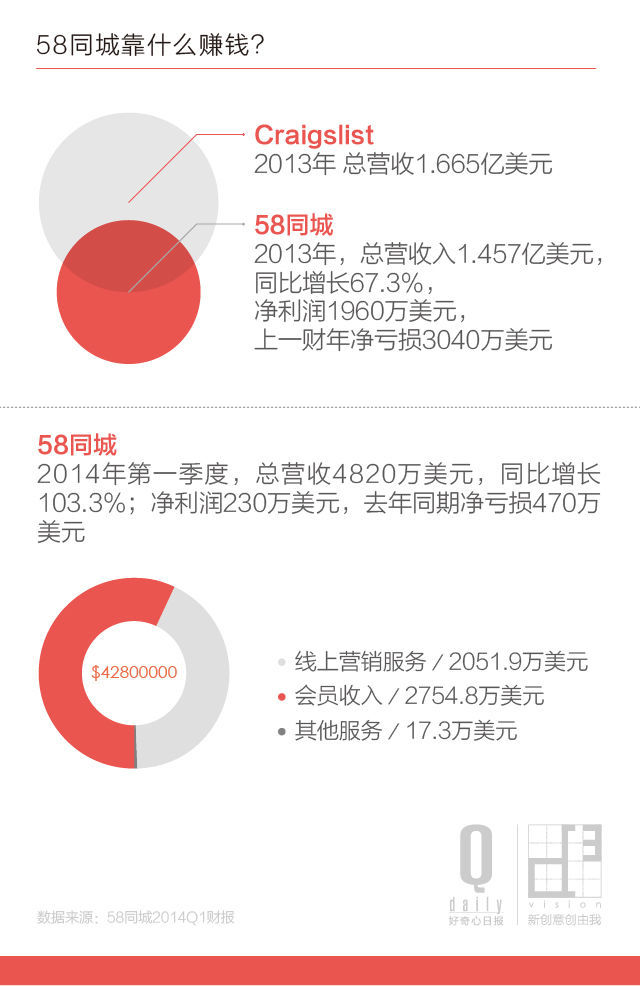 58同城靠什么赚钱？
Craigslist
2013年 总营收1.665亿美元
58同城
2013年，总营收入1.457亿美元，
同比增长67.3%，
净利润1960万美元，
上一财年净亏损3040万美元
58同城
2014年第一季度，总营收4820万美元，同比增长
103.3%；净利润230万美元，去年同期净亏损470万
美元
$42800000
线上营销服务 / 2051.9万美元
会员收入 / 2754.8万美元
其他服务 / 17.3万美元
数据来源：58同城2014Q1财报
Q
daily
好奇心日报
vision
新创意创由我